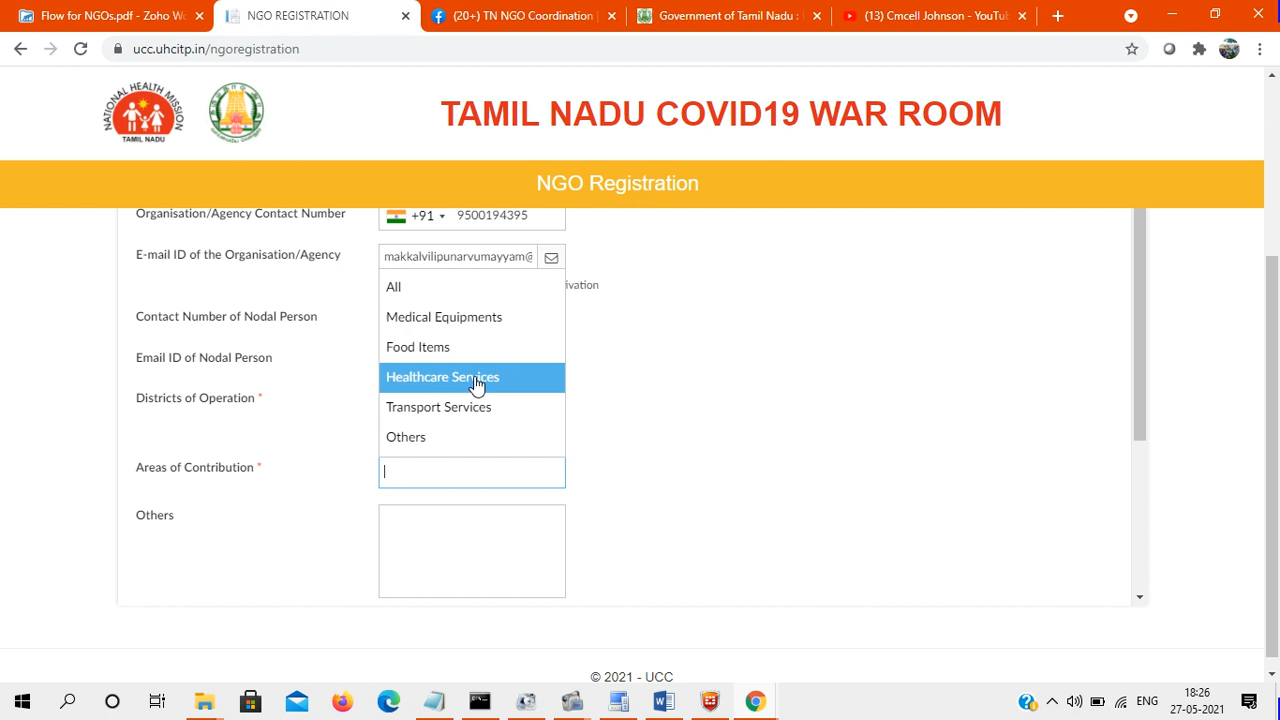 Flow for NGOs.pdf - Zoho Wo
NGO REGISTRATION
(20+) TN NGO Coordination
Government of Tamil Nadu :
(13) Cmcell Johnson - YouTu
ucc.uhcitp.in/ngoregistration
NATIONAL HEALTH MISSION
TAMIL NADU
TAMIL NADU COVID19 WAR ROOM
NGO Registration
Organisation/Agency Contact Number
+91
9500194395
E-mail ID of the Organisation/Agency
makkalvilipunarvumayyam@
ivation
All
Medical Equipments
Contact Number of Nodal Person
Food Items
Email ID of Nodal Person
Healthcare Services
Districts of Operation *
Transport Services
Others
Areas of Contribution *
Others
© 2021 - UCC
ENG
18:26
27-05-2021